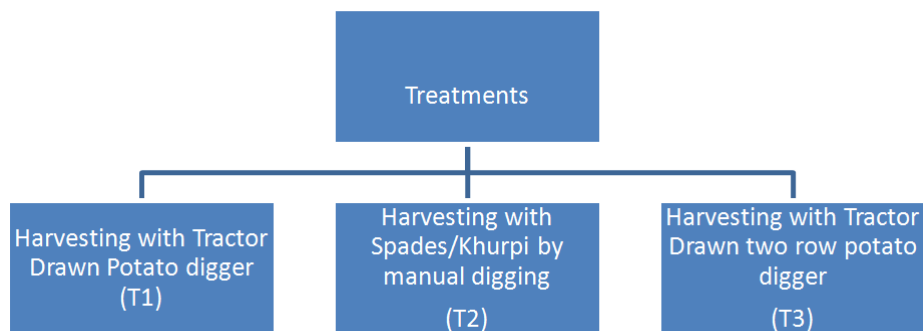 Treatments
Harvesting with Tractor
Drawn Potato digger
(T1)
Harvesting with
Spades/Khurpi by
manual digging
(T2)
Harvesting with Tractor
Drawn two row potato
digger
(T3)